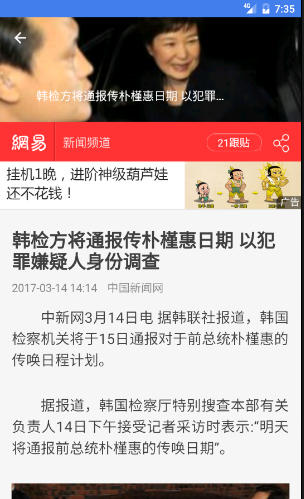 4G 7:35
韩检方将通报传朴槿惠日期 以犯罪...
網易 新闻频道 21跟贴
挂机1晚，进阶神级葫芦娃
还不花钱！
广告
韩检方将通报传朴槿惠日期 以犯
罪嫌疑人身份调查
2017-03-14 14:14 中国新闻网
中新网3月14日电 据韩联社报道，韩国
检察机关将于15日通报对于前总统朴槿惠的
传唤日程计划。
据报道，韩国检察厅特别搜查本部有关
负责人14日下午接受记者采访时表示:“明天
将通报前总统朴槿惠的传唤日期”。